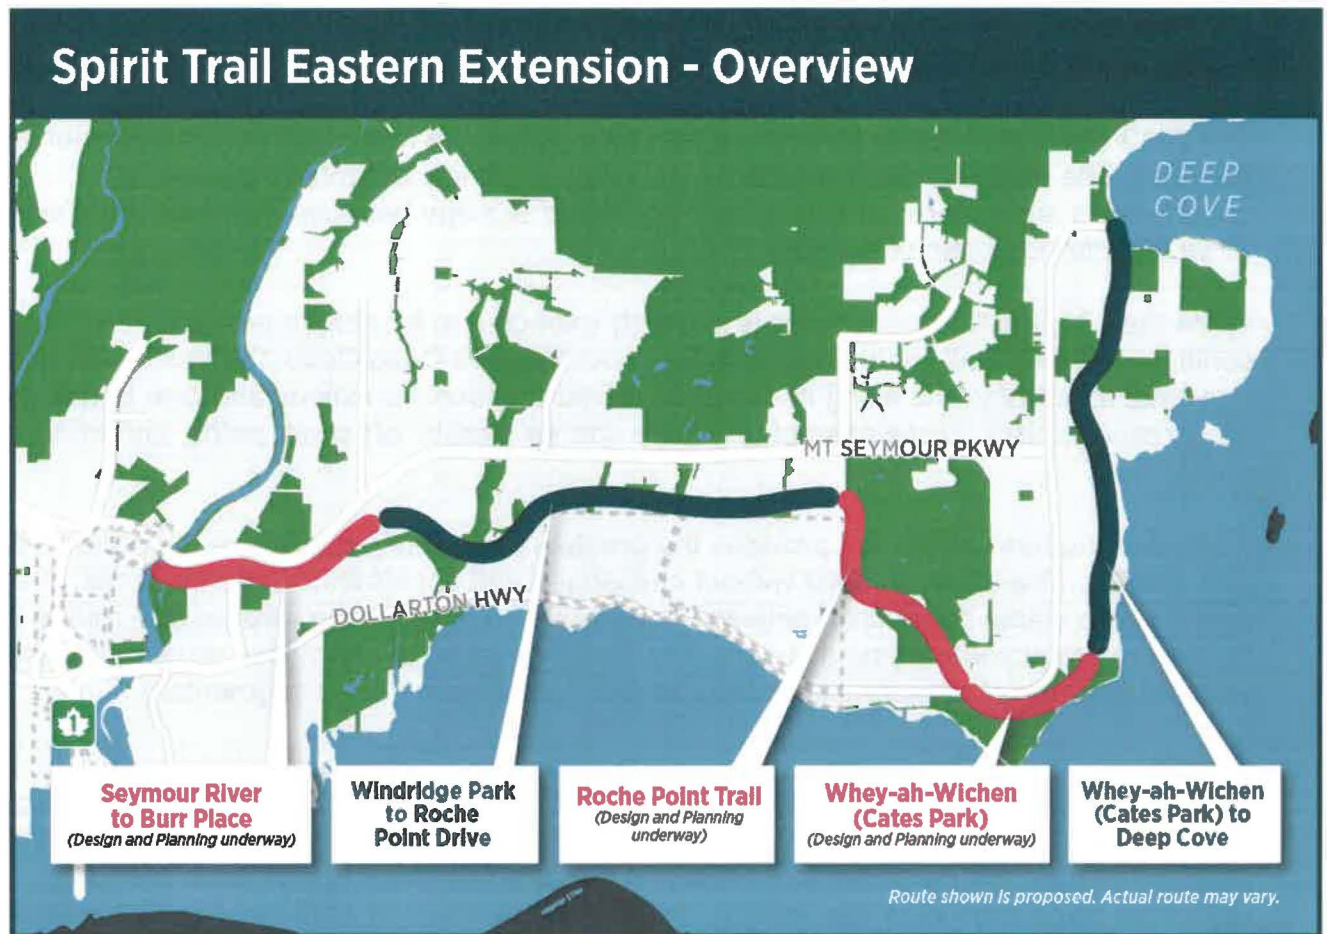 Spirit Trail Eastern Extension - Overview
DEEP
COVE
MT SEYMOUR PKWY
DOLLARTON HWY
1
Seymour River
to Burr Place
(Design and Planning underway)
Windridge Park
to Roche
Point Drive
Roche Point Trail
(Design and Planning
underway)
Whey-ah-Wichen
(Cates Park)
(Design and Planning underway)
Whey-ah-Wichen
(Cates Park) to
Deep Cove
Route shown is proposed. Actual route may vary.